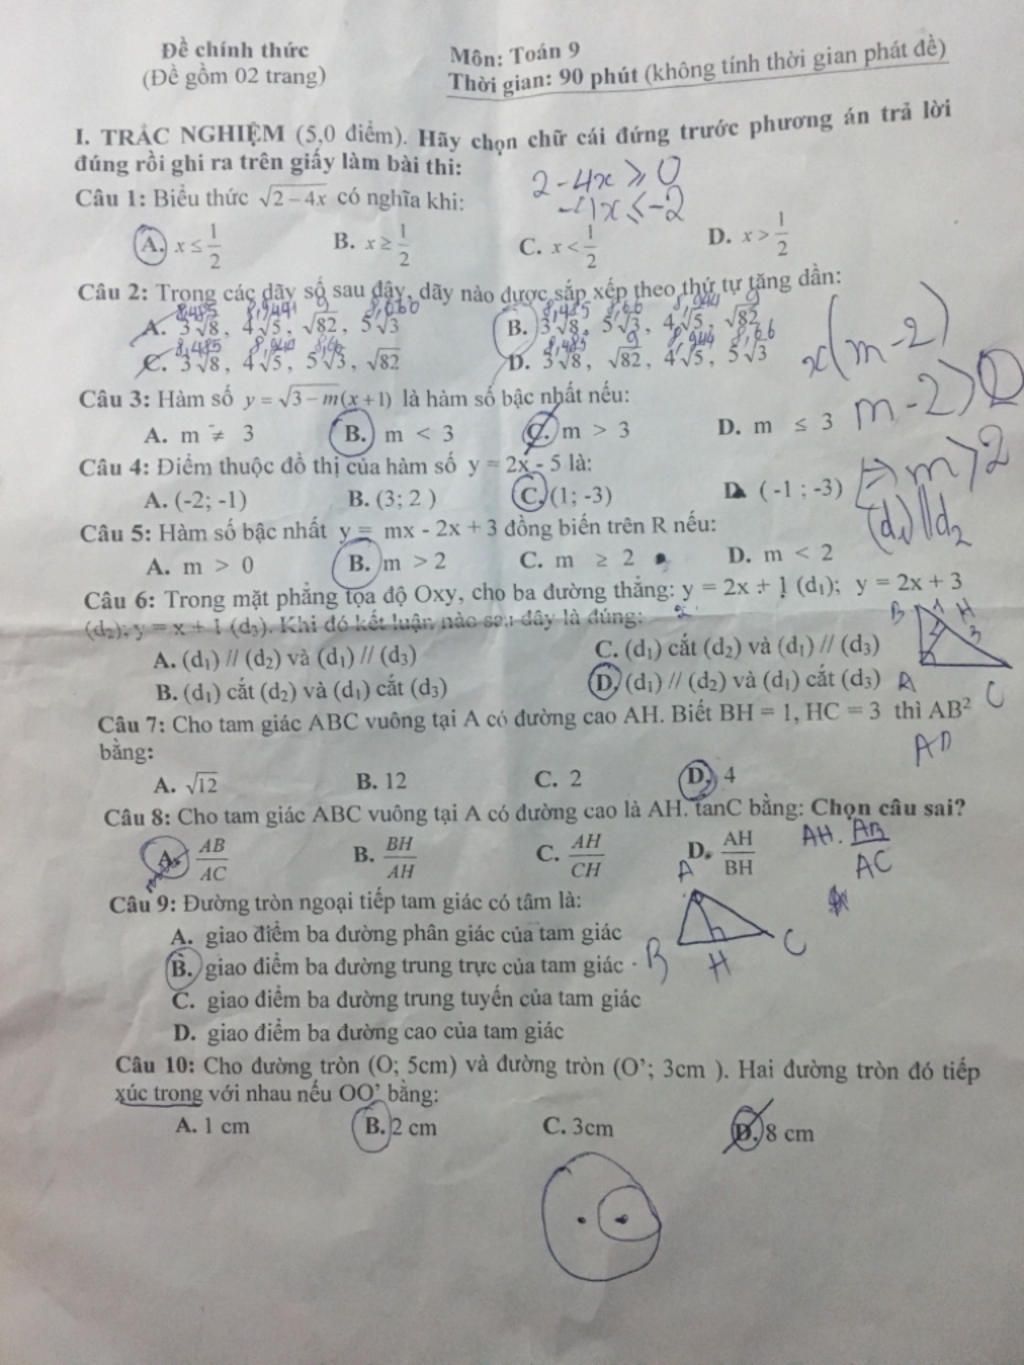 Đề chính thức
(Đề gồm 02 trang)
Môn: Toán 9
Thời gian: 90 phút (không tính thời gian phát đề)
I. TRẮC NGHIỆM (5,0 điểm). Hãy chọn chữ cái đứng trước phương án trả lời
đúng rồi ghi ra trên giấy làm bài thi:
2-4x ≥ 0
Câu 1: Biểu thức √(2-4x) có nghĩa khi:
-4x ≤ -2
A. x ≤ 1/2 B. x ≥ 1/2 C. x < 1/2 D. x > 1/2
Câu 2: Trong các dãy số sau đây, dãy nào được sắp xếp theo thứ tự tăng dần:
A. 3√8, 4√5, √82, 5√3 B. 3√8, 5√3, 4√5, √82
C. 3√8, 4√5, 5√3, √82 D. 3√8, √82, 4√5, 5√3
x(m-2)
Câu 3: Hàm số y = √(3-m)(x+1) là hàm số bậc nhất nếu:
A. m ≠ 3 B. m < 3 C. m > 3 D. m ≤ 3
m-2>0
Câu 4: Điểm thuộc đồ thị của hàm số y = 2x - 5 là:
=> m>2
A. (-2; -1) B. (3; 2 ) C. (1; -3) D. ( -1 ; -3)
(d1)//d2
Câu 5: Hàm số bậc nhất y = mx - 2x + 3 đồng biến trên R nếu:
A. m > 0 B. m > 2 C. m ≥ 2 D. m < 2
Câu 6: Trong mặt phẳng tọa độ Oxy, cho ba đường thẳng: y = 2x + 1 (d₁); y = 2x + 3
(d₂); y = x + 1 (d₃). Khi đó kết luận nào sau đây là đúng:
B 1 H 3
A. (d₁) // (d₂) và (d₁) // (d₃) C. (d₁) cắt (d₂) và (d₁) // (d₃)
B. (d₁) cắt (d₂) và (d₁) cắt (d₃) D. (d₁) // (d₂) và (d₁) cắt (d₃)
A C
Câu 7: Cho tam giác ABC vuông tại A có đường cao AH. Biết BH = 1, HC = 3 thì AB²
bằng:
A. √12 B. 12 C. 2 D. 4
Câu 8: Cho tam giác ABC vuông tại A có đường cao là AH. tanC bằng: Chọn câu sai?
A. AB/AC B. BH/AH C. AH/CH D. AH/BH
AH. AB/AC
A
Câu 9: Đường tròn ngoại tiếp tam giác có tâm là:
A. giao điểm ba đường phân giác của tam giác
B. giao điểm ba đường trung trực của tam giác
B H C
C. giao điểm ba đường trung tuyến của tam giác
D. giao điểm ba đường cao của tam giác
Câu 10: Cho đường tròn (O; 5cm) và đường tròn (O'; 3cm ). Hai đường tròn đó tiếp
xúc trong với nhau nếu OO' bằng:
A. 1 cm B. 2 cm C. 3cm D. 8 cm